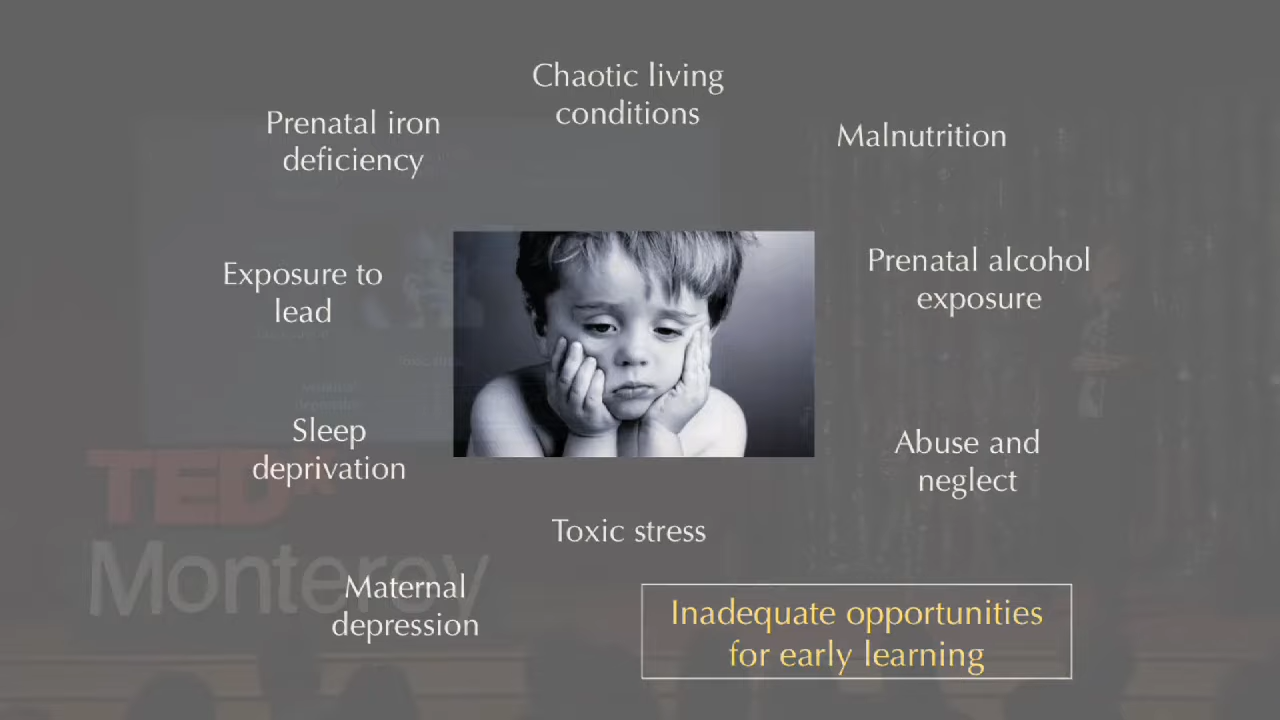 Chaotic living
conditions
Prenatal iron
deficiency
Malnutrition
Exposure to
lead
Prenatal alcohol
exposure
Sleep
deprivation
Abuse and
neglect
Toxic stress
Maternal
depression
Inadequate opportunities
for early learning
TEDx
Monterey